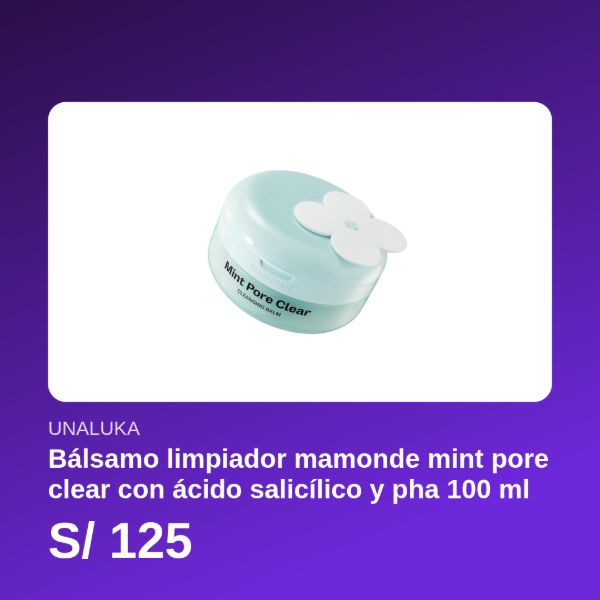 Mint Pore Clear
CLEANSING BALM
UNALUKA
Bálsamo limpiador mamonde mint pore
clear con ácido salicílico y pha 100 ml
S/ 125